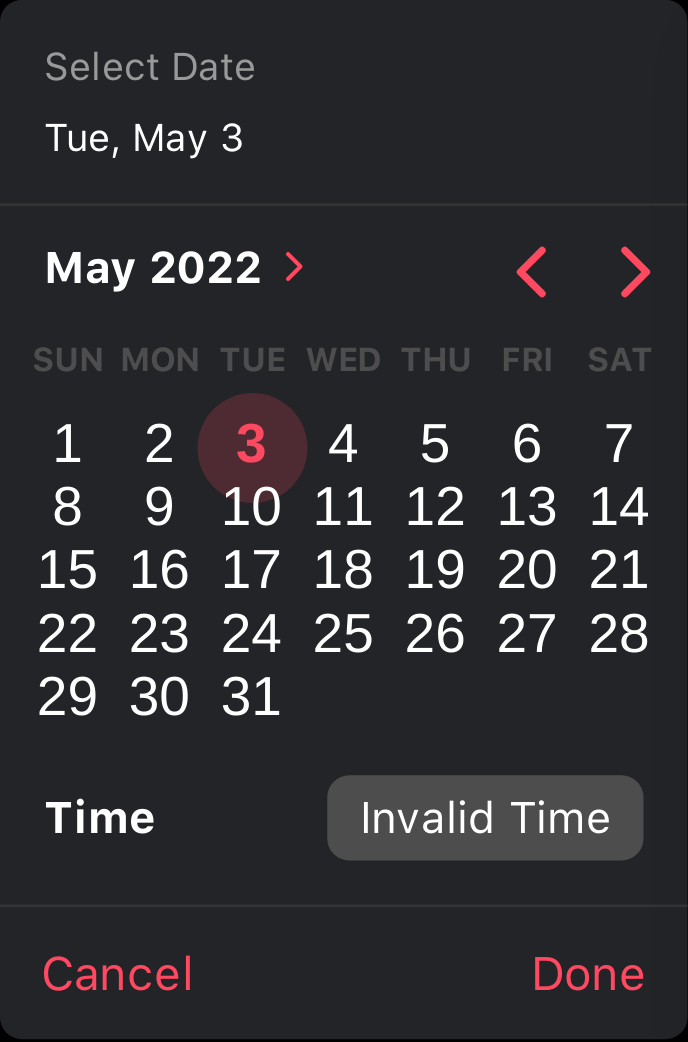 Select Date
Tue, May 3
May 2022
SUN MON TUE WED THU FRI SAT
1 2 3 4 5 6 7
8 9 10 11 12 13 14
15 16 17 18 19 20 21
22 23 24 25 26 27 28
29 30 31
Time Invalid Time
Cancel Done